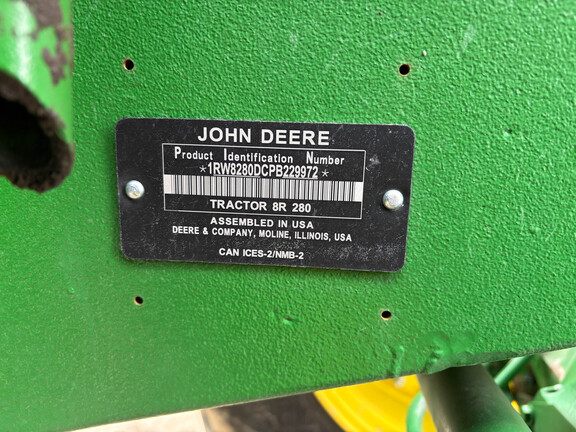 JOHN DEERE
Product Identification Number
*1RW8280DCPB229972*
TRACTOR 8R 280
ASSEMBLED IN USA
DEERE & COMPANY, MOLINE, ILLINOIS, USA
CAN ICES-2/NMB-2